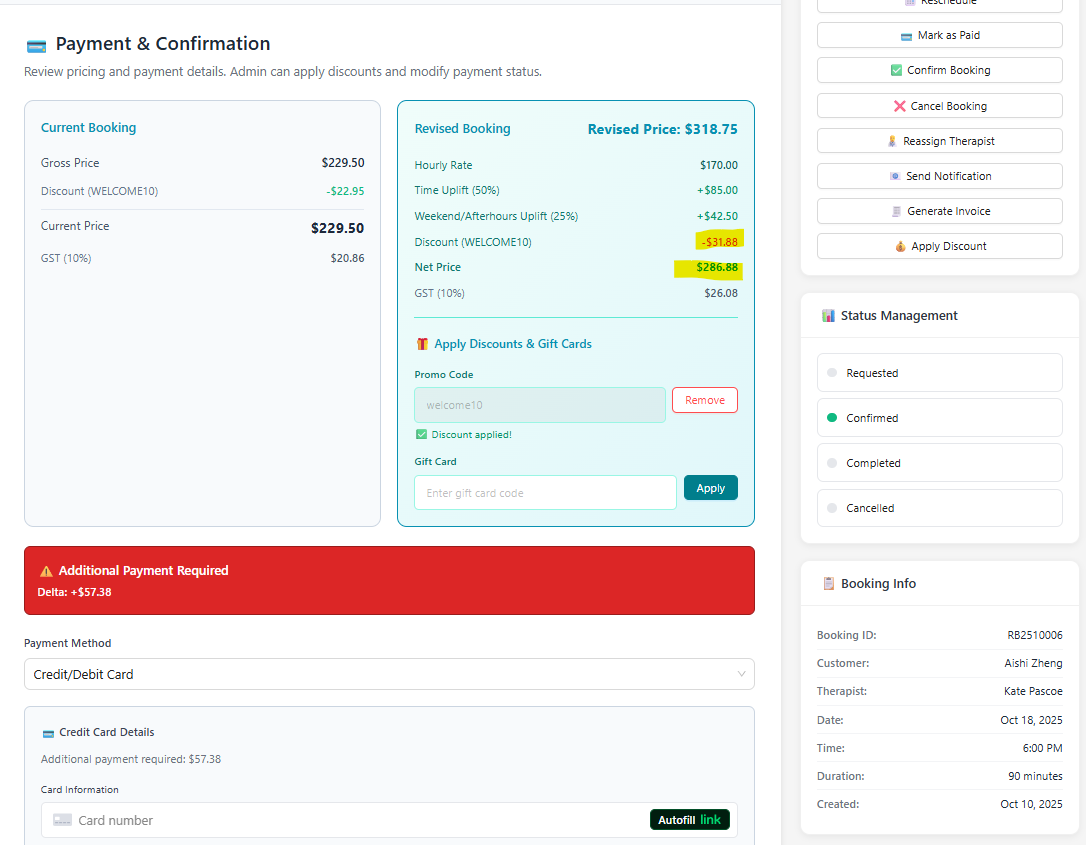 Payment & Confirmation
Review pricing and payment details. Admin can apply discounts and modify payment status.
Current Booking
Gross Price $229.50
Discount (WELCOME10) -$22.95
Current Price $229.50
GST (10%) $20.86
Revised Booking Revised Price: $318.75
Hourly Rate $170.00
Time Uplift (50%) +$85.00
Weekend/Afterhours Uplift (25%) +$42.50
Discount (WELCOME10) -$31.88
Net Price $286.88
GST (10%) $26.08
Apply Discounts & Gift Cards
Promo Code
welcome10 Remove
Discount applied!
Gift Card
Enter gift card code Apply
Additional Payment Required
Delta: +$57.38
Payment Method
Credit/Debit Card
Credit Card Details
Additional payment required: $57.38
Card Information
Card number Autofill link
Reschedule
Mark as Paid
Confirm Booking
Cancel Booking
Reassign Therapist
Send Notification
Generate Invoice
Apply Discount
Status Management
Requested
Confirmed
Completed
Cancelled
Booking Info
Booking ID: RB2510006
Customer: Aishi Zheng
Therapist: Kate Pascoe
Date: Oct 18, 2025
Time: 6:00 PM
Duration: 90 minutes
Created: Oct 10, 2025